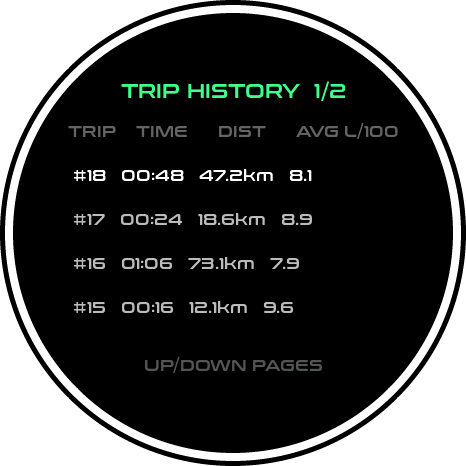 TRIP HISTORY 1/2
TRIP TIME DIST AVG L/100
#18 00:48 47.2km 8.1
#17 00:24 18.6km 8.9
#16 01:06 73.1km 7.9
#15 00:16 12.1km 9.6
UP/DOWN PAGES